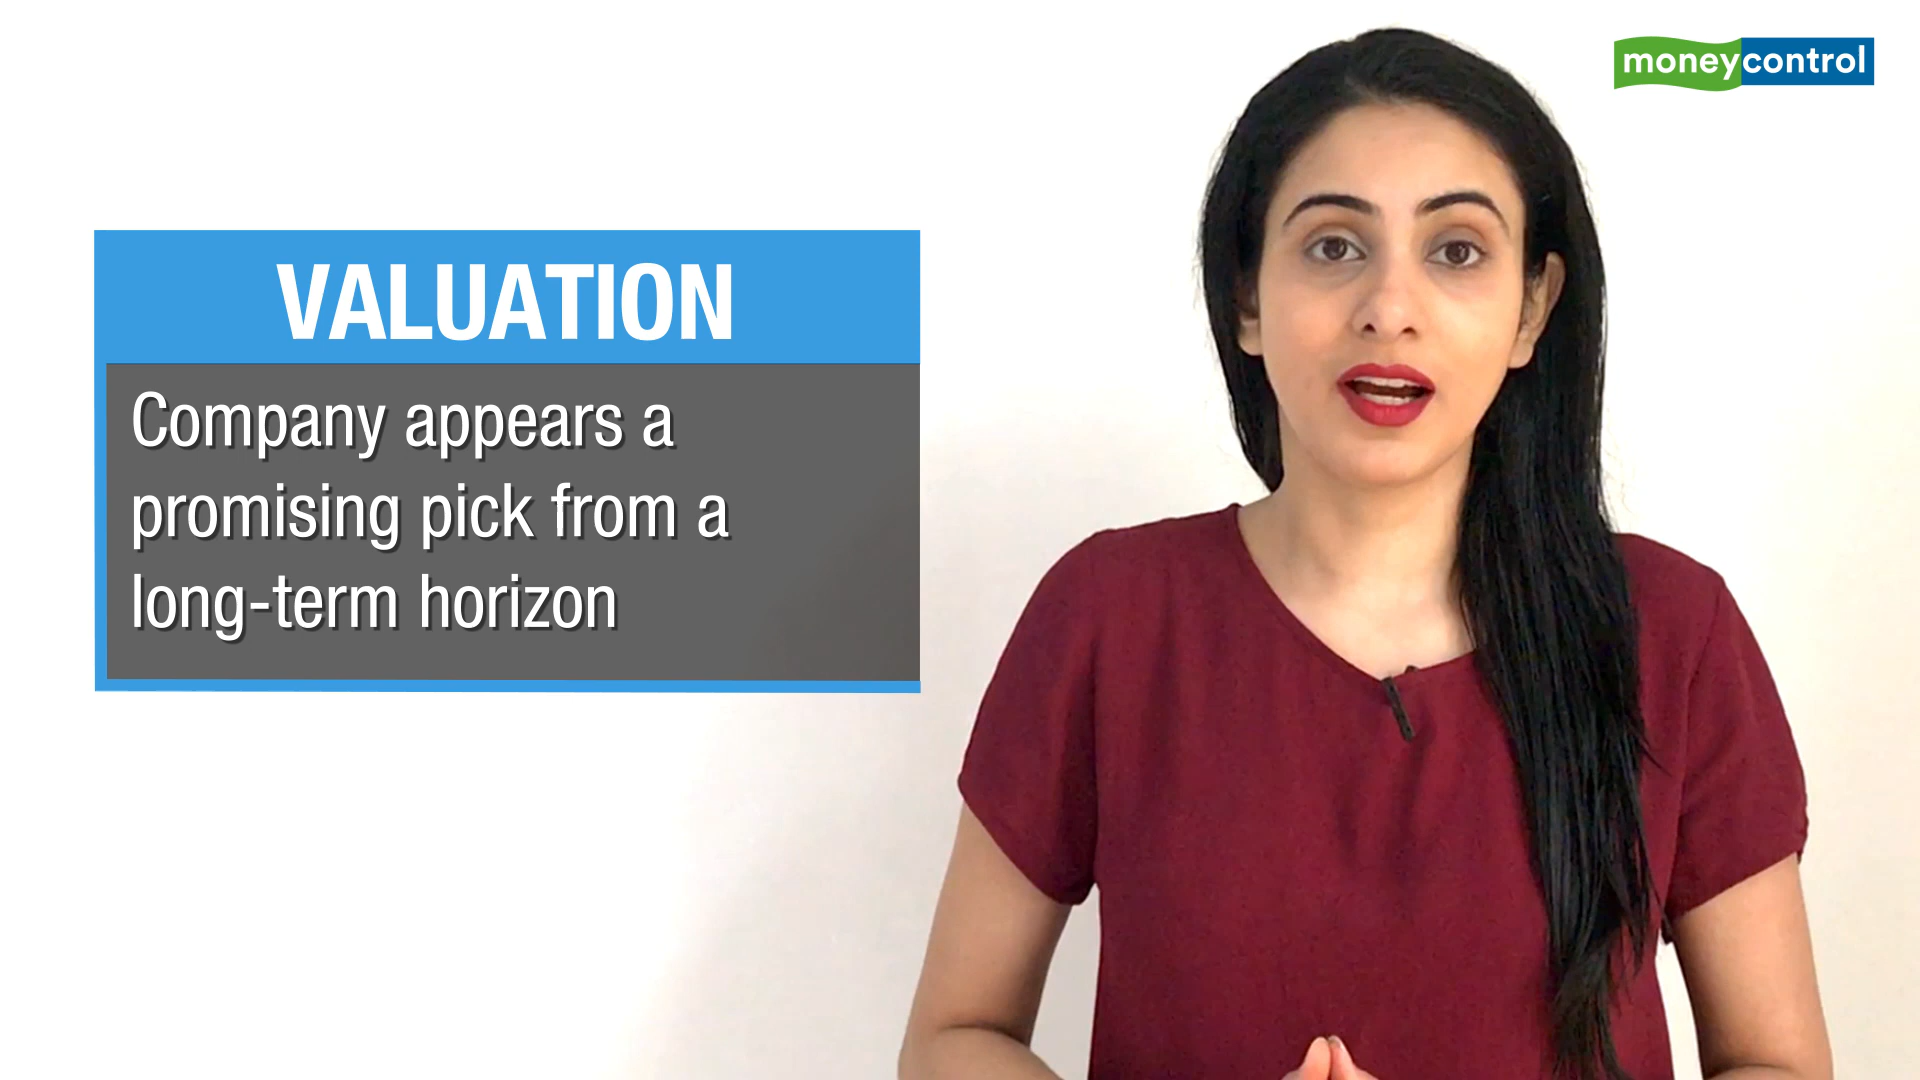 moneycontrol
VALUATION
Company appears a
promising pick from a
long-term horizon